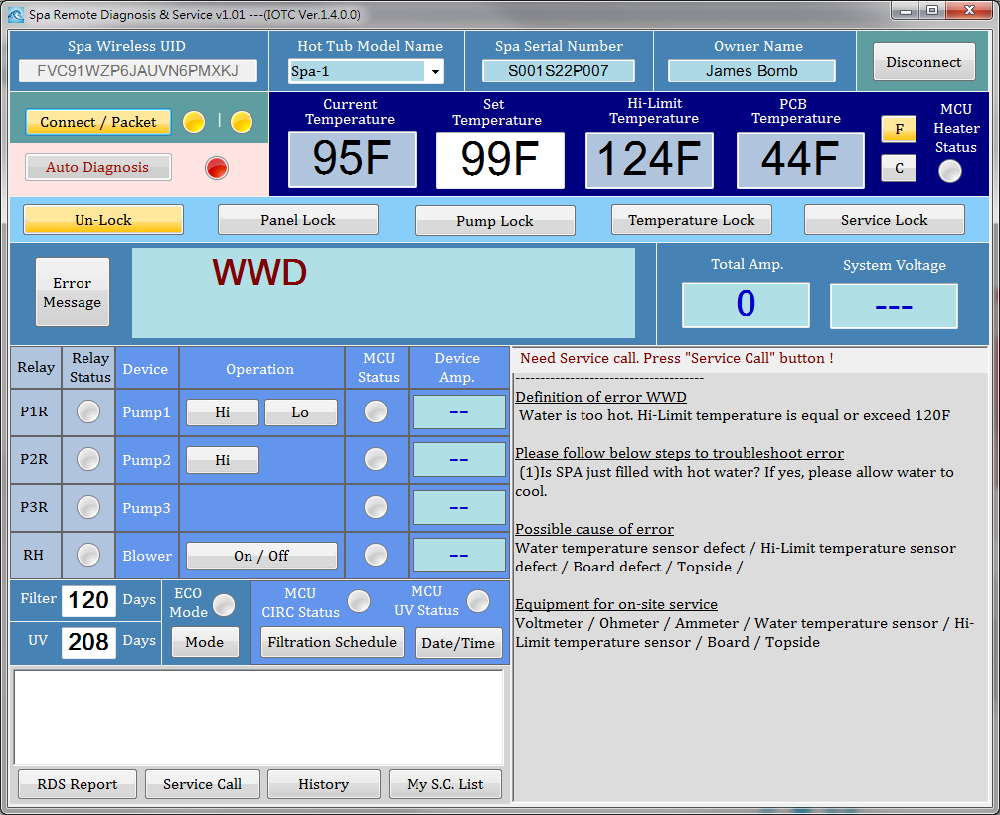 Spa Remote Diagnosis & Service v1.01 ---(IOTC Ver.1.4.0.0)
Spa Wireless UID
FVC91WZP6JAUVN6PMXKJ
Hot Tub Model Name
Spa-1
Spa Serial Number
S001S22P007
Owner Name
James Bomb
Disconnect
Connect / Packet
|
Auto Diagnosis
Current
Temperature
95F
Set
Temperature
99F
Hi-Limit
Temperature
124F
PCB
Temperature
44F
F
C
MCU
Heater
Status
Un-Lock
Panel Lock
Pump Lock
Temperature Lock
Service Lock
Error
Message
WWD
Total Amp.
0
System Voltage
---
Relay
Relay
Status
Device
Operation
MCU
Status
Device
Amp.
P1R
Pump1
Hi
Lo
--
P2R
Pump2
Hi
--
P3R
Pump3
--
RH
Blower
On / Off
--
Filter
120
Days
UV
208
Days
ECO
Mode
Mode
MCU
CIRC Status
MCU
UV Status
Filtration Schedule
Date/Time
Need Service call. Press "Service Call" button !
--------------------------------------
Definition of error WWD
Water is too hot. Hi-Limit temperature is equal or exceed 120F
Please follow below steps to troubleshoot error
(1)Is SPA just filled with hot water? If yes, please allow water to
cool.
Possible cause of error
Water temperature sensor defect / Hi-Limit temperature sensor
defect / Board defect / Topside /
Equipment for on-site service
Voltmeter / Ohmeter / Ammeter / Water temperature sensor / Hi-
Limit temperature sensor / Board / Topside
RDS Report
Service Call
History
My S.C. List